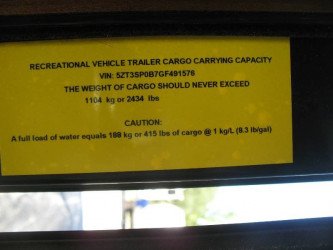 RECREATIONAL VEHICLE TRAILER CARGO CARRYING CAPACITY
VIN: 5ZT3SP0B7GF491576
THE WEIGHT OF CARGO SHOULD NEVER EXCEED
1104 kg or 2434 lbs
CAUTION:
A full load of water equals 188 kg or 415 lbs of cargo @ 1 kg/L (8.3 lb/gal)